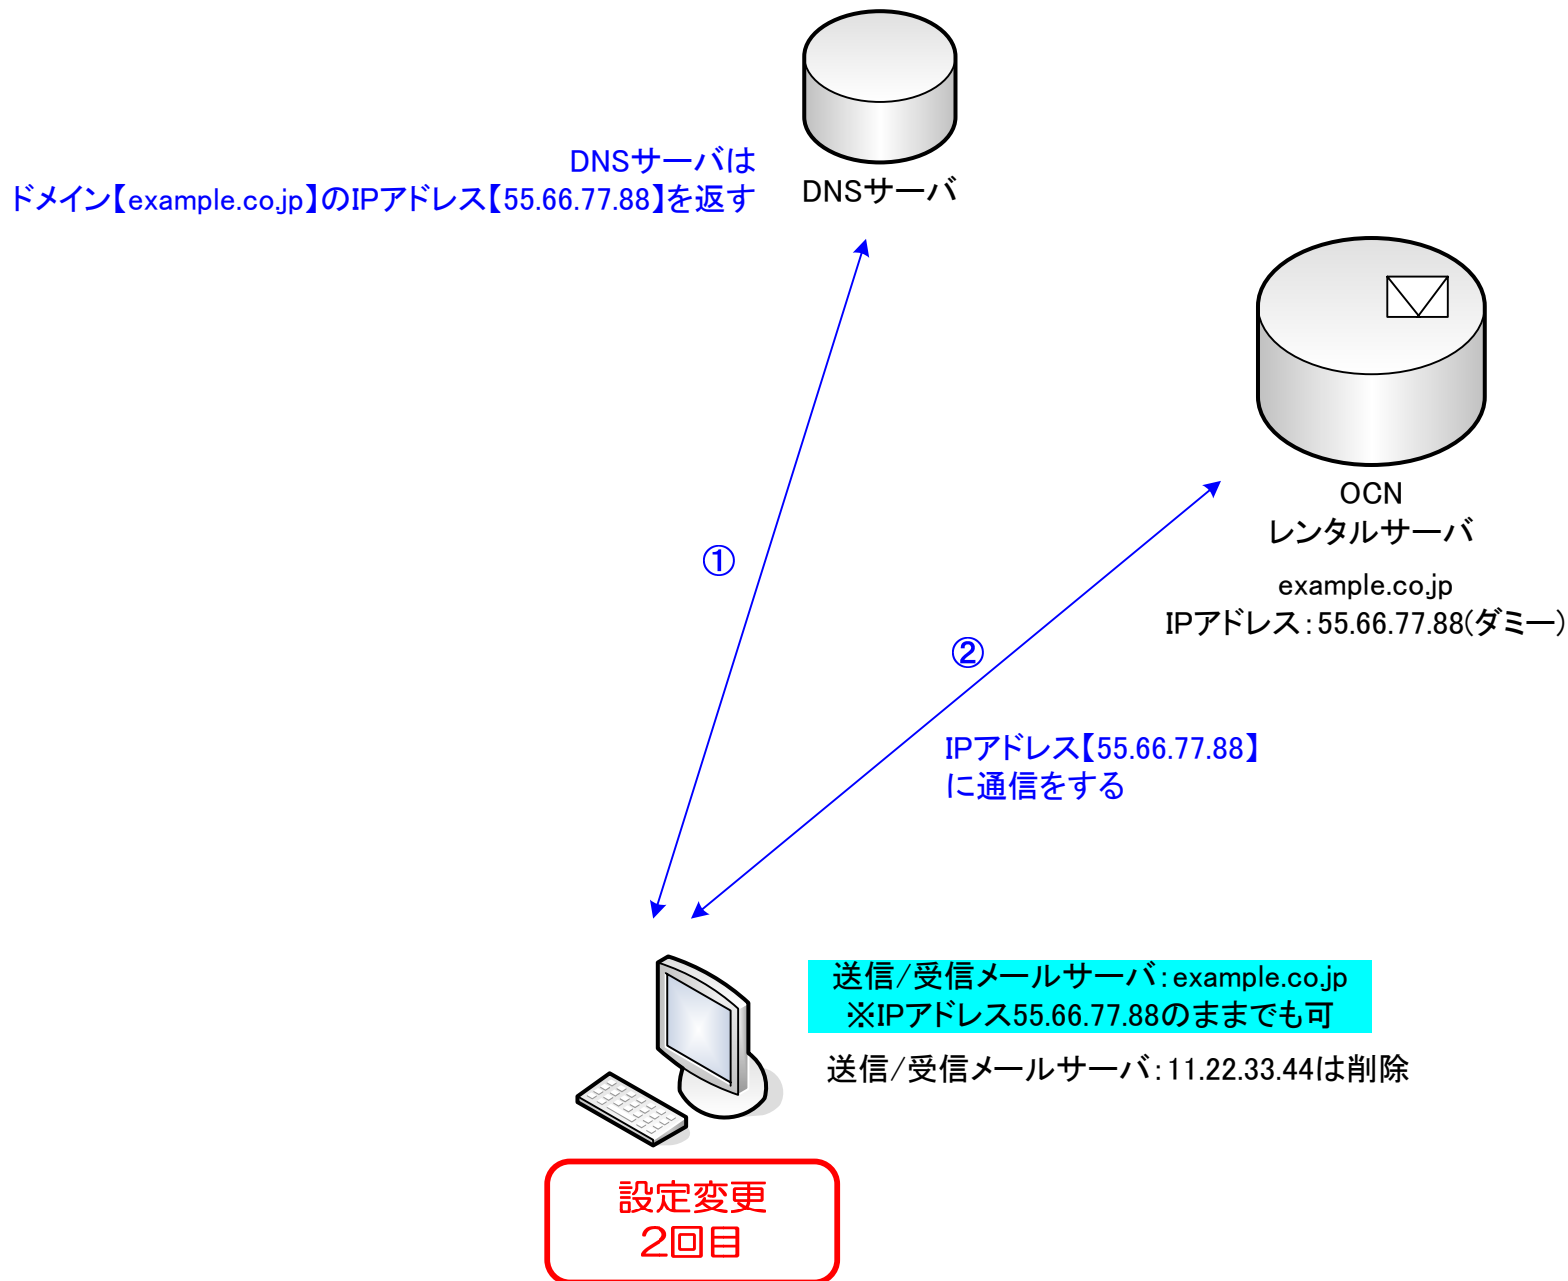 DNSサーバは
ドメイン【example.co.jp】のIPアドレス【55.66.77.88】を返す
DNSサーバ
OCN
レンタルサーバ
example.co.jp
IPアドレス：55.66.77.88(ダミー)
①
②
IPアドレス【55.66.77.88】
に通信をする
送信/受信メールサーバ：example.co.jp
※IPアドレス55.66.77.88のままでも可
送信/受信メールサーバ：11.22.33.44は削除
設定変更
2回目